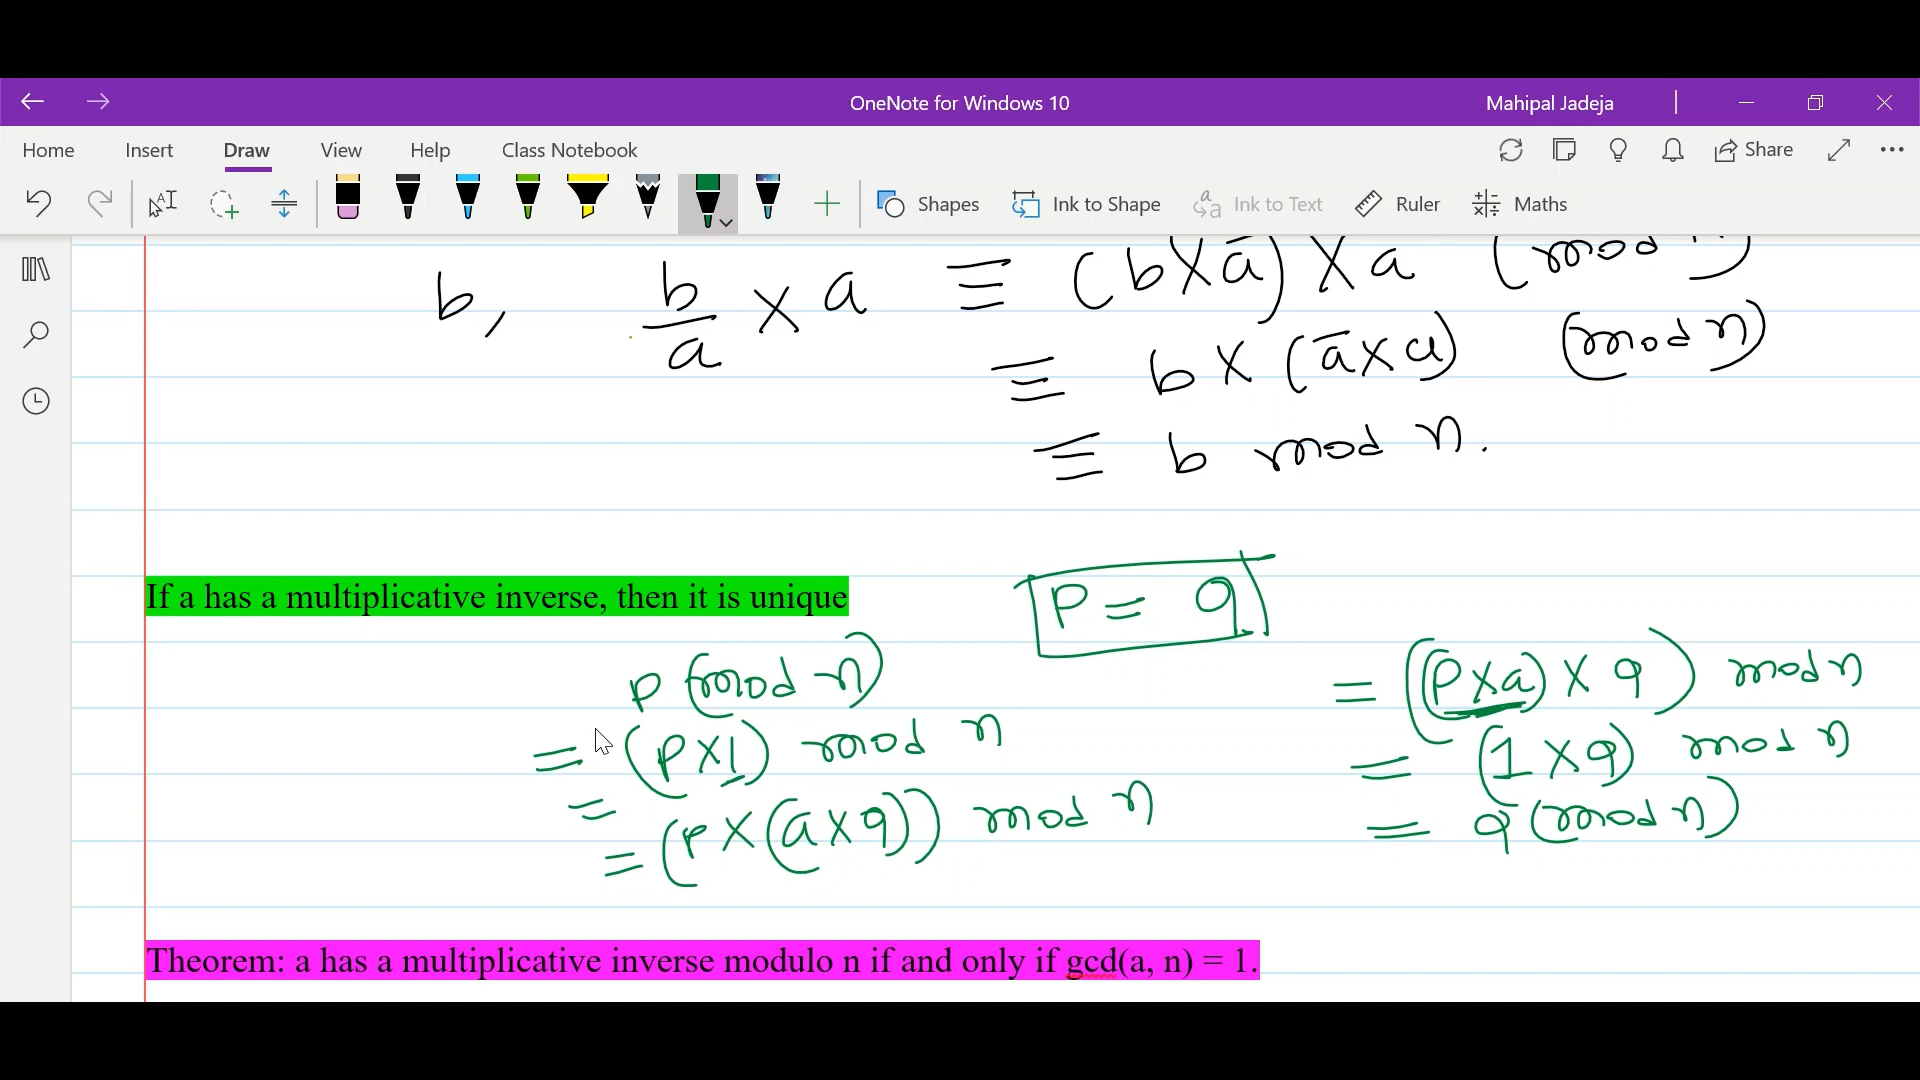 OneNote for Windows 10
Mahipal Jadeja
Home Insert Draw View Help Class Notebook Share
Shapes Ink to Shape Ink to Text Ruler Maths
b, b/a × a ≡ (b × ā) × a (mod n)
≡ b × (ā × a) (mod n)
≡ b mod n.
If a has a multiplicative inverse, then it is unique
P = q
p (mod n)
= (p × 1) mod n
=
= (p × (a × q)) mod n
= ((p × a) × q) mod n
= (1 × q) mod n
= q (mod n)
Theorem: a has a multiplicative inverse modulo n if and only if gcd(a, n) = 1.